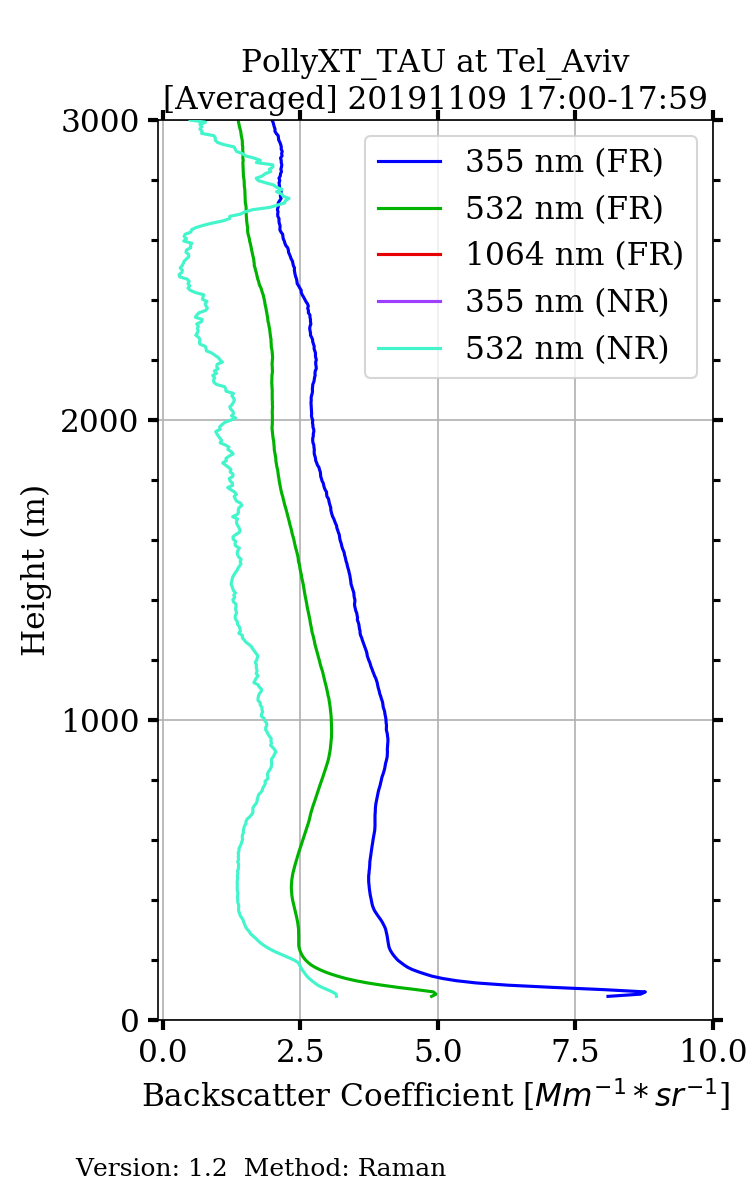 PollyXT_TAU at Tel_Aviv
[Averaged] 20191109 17:00-17:59
3000
355 nm (FR)
532 nm (FR)
1064 nm (FR)
355 nm (NR)
532 nm (NR)
2000
Height (m)
1000
0
0.0 2.5 5.0 7.5 10.0
Backscatter Coefficient [Mm⁻¹ * sr⁻¹]
Version: 1.2  Method: Raman